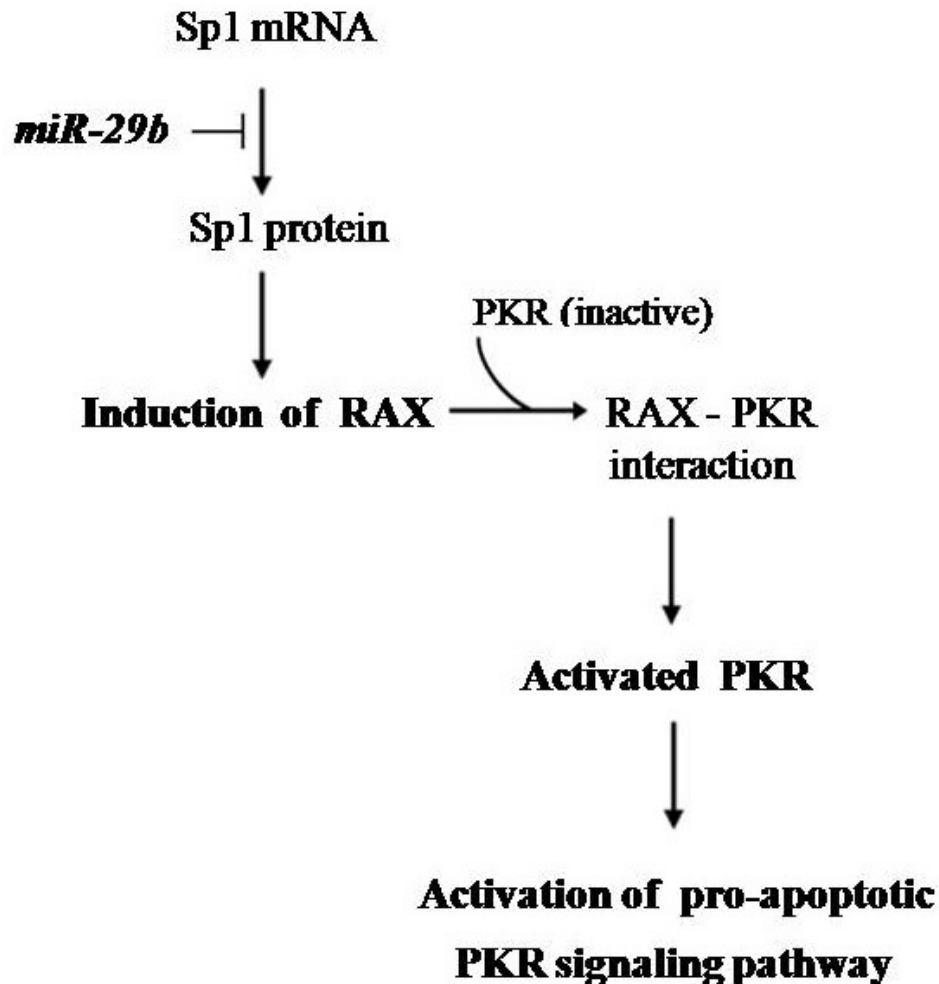 Sp1 mRNA
miR-29b
Sp1 protein
PKR (inactive)
Induction of RAX
RAX - PKR
interaction
Activated PKR
Activation of pro-apoptotic
PKR signaling pathway